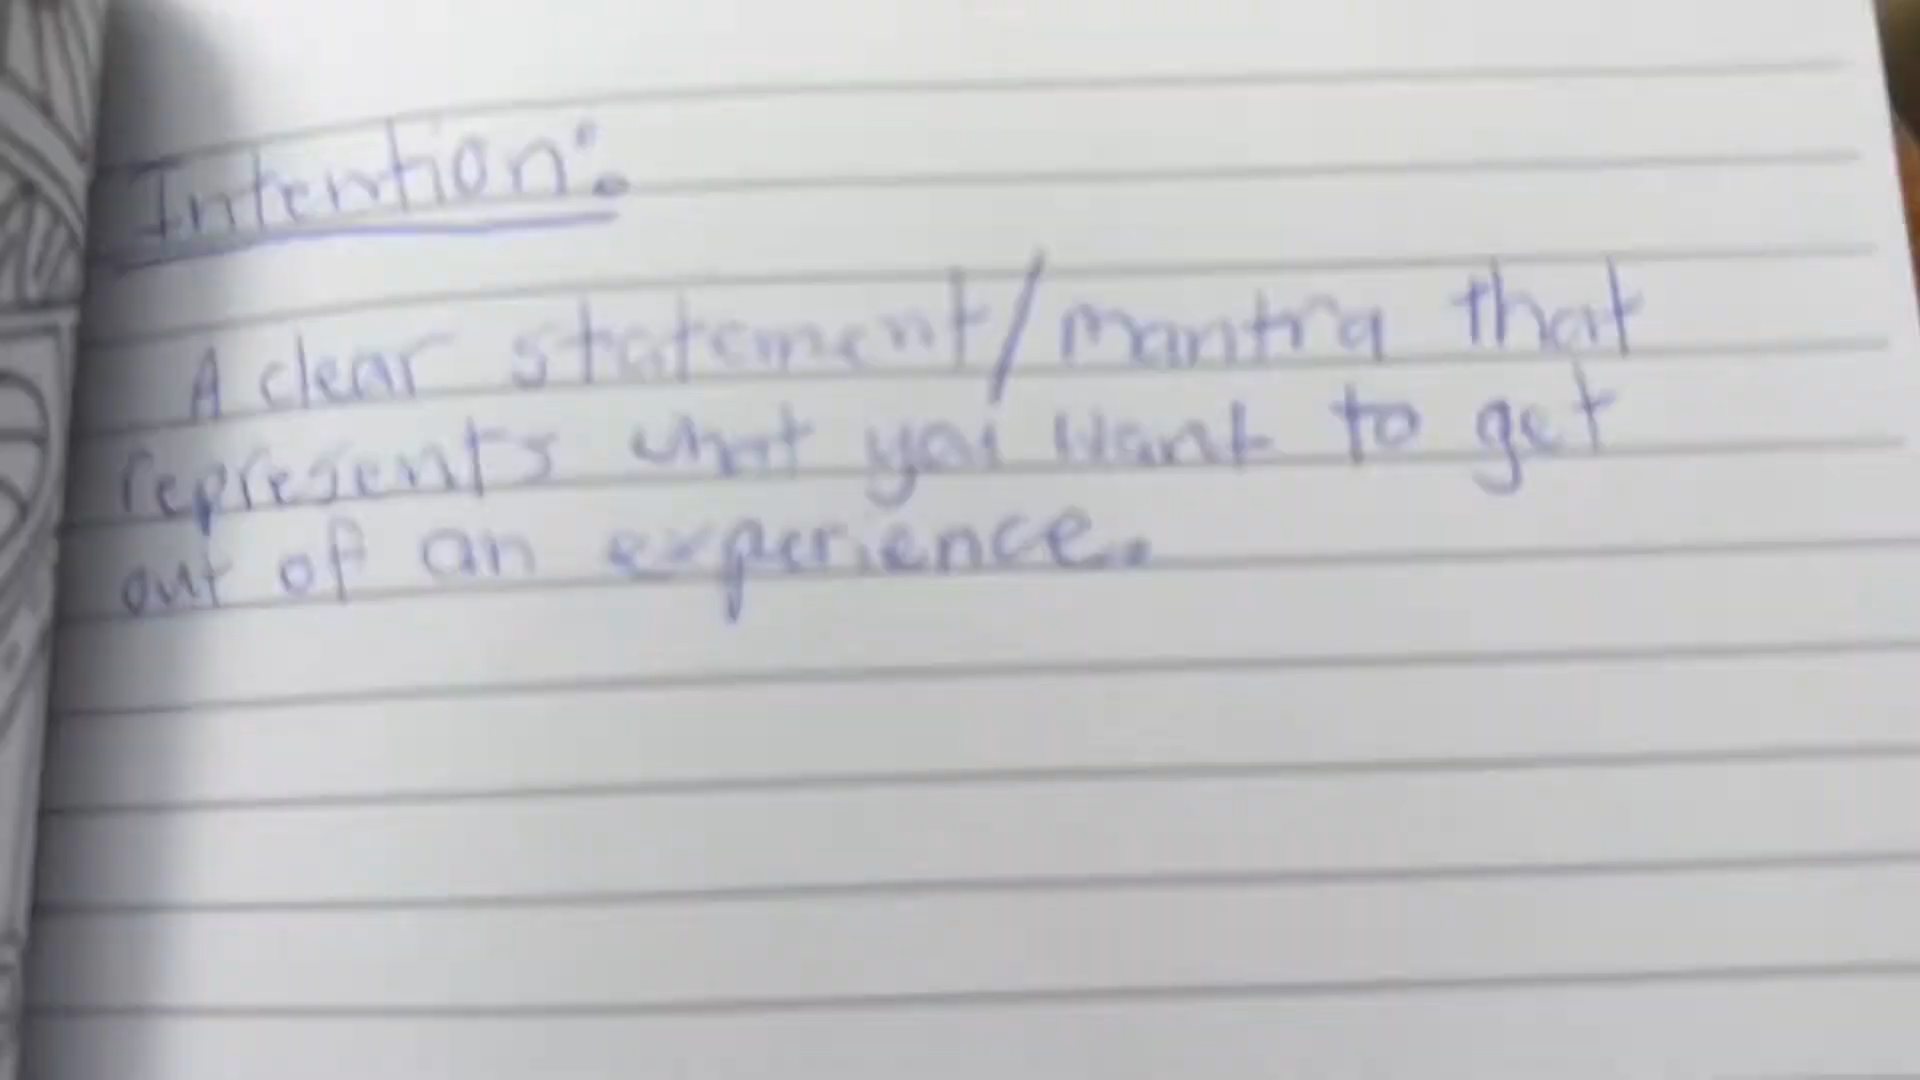 Intention:
A clear statement/mantra that
represents what you want to get
out of an experience.